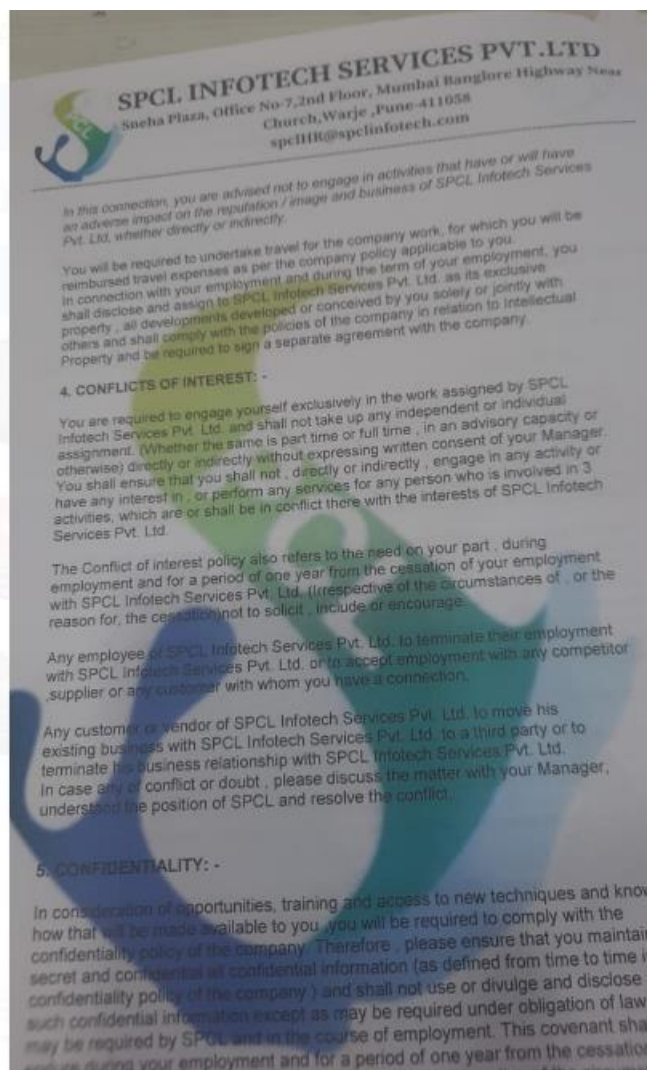 SPCL
SPCL INFOTECH SERVICES PVT.LTD
Sneha Plaza, Office No-7,2nd Floor, Mumbai Banglore Highway Near
Church,Warje ,Pune-411058
spclHR@spclinfotech.com
In this connection, you are advised not to engage in activities that have or will have
an adverse impact on the reputation / image and business of SPCL Infotech Services
Pvt. Ltd, whether directly or indirectly.
You will be required to undertake travel for the company work, for which you will be
reimbursed travel expenses as per the company policy applicable to you.
In connection with your employment and during the term of your employment, you
shall disclose and assign to SPCL Infotech Services Pvt. Ltd. as its exclusive
property , all developments developed or conceived by you solely or jointly with
others and shall comply with the policies of the company in relation to Intellectual
Property and be required to sign a separate agreement with the company.
4. CONFLICTS OF INTEREST: -
You are required to engage yourself exclusively in the work assigned by SPCL
Infotech Services Pvt. Ltd. and shall not take up any independent or individual
assignment. (Whether the same is part time or full time , in an advisory capacity or
otherwise) directly or indirectly without expressing written consent of your Manager.
You shall ensure that you shall not , directly or indirectly , engage in any activity or
have any interest in , or perform any services for any person who is involved in 3
activities, which are or shall be in conflict there with the interests of SPCL Infotech
Services Pvt. Ltd.
The Conflict of interest policy also refers to the need on your part , during
employment and for a period of one year from the cessation of your employment
with SPCL Infotech Services Pvt. Ltd. (Irrespective of the circumstances of , or the
reason for, the cessation)not to solicit , include or encourage
Any employee of SPCL Infotech Services Pvt. Ltd. to terminate their employment
with SPCL Infotech Services Pvt. Ltd. or to accept employment with any competitor
,supplier or any customer with whom you have a connection.
Any customer or vendor of SPCL Infotech Services Pvt. Ltd. to move his
existing business with SPCL Infotech Services Pvt. Ltd. to a third party or to
terminate his business relationship with SPCL Infotech Services Pvt. Ltd.
In case any of conflict or doubt , please discuss the matter with your Manager,
understand the position of SPCL and resolve the conflict.
5. CONFIDENTIALITY: -
In consideration of opportunities, training and access to new techniques and know
how that will be made available to you ,you will be required to comply with the
confidentiality policy of the company. Therefore , please ensure that you maintain
secret and confidential all confidential information (as defined from time to time i
confidentiality policy of the company ) and shall not use or divulge and disclose
such confidential information except as may be required under obligation of law
may be required by SPCL and in the course of employment. This covenant sha
during your employment and for a period of one year from the cessation